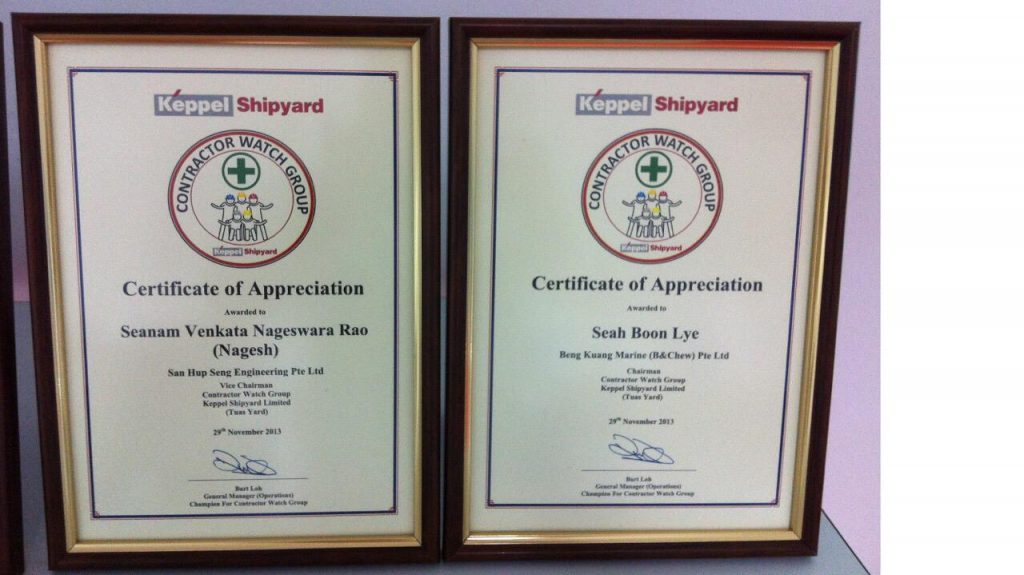 Keppel Shipyard
CONTRACTOR WATCH GROUP
Keppel Shipyard
Certificate of Appreciation
Awarded to
Seanam Venkata Nageswara Rao
(Nagesh)
San Hup Seng Engineering Pte Ltd
Vice Chairman
Contractor Watch Group
Keppel Shipyard Limited
(Tuas Yard)
29th November 2013
Burt Loh
General Manager (Operations)
Champion For Contractor Watch Group
Keppel Shipyard
CONTRACTOR WATCH GROUP
Keppel Shipyard
Certificate of Appreciation
Awarded to
Seah Boon Lye
Beng Kuang Marine (B&Chew) Pte Ltd
Chairman
Contractor Watch Group
Keppel Shipyard Limited
(Tuas Yard)
29th November 2013
Burt Loh
General Manager (Operations)
Champion For Contractor Watch Group